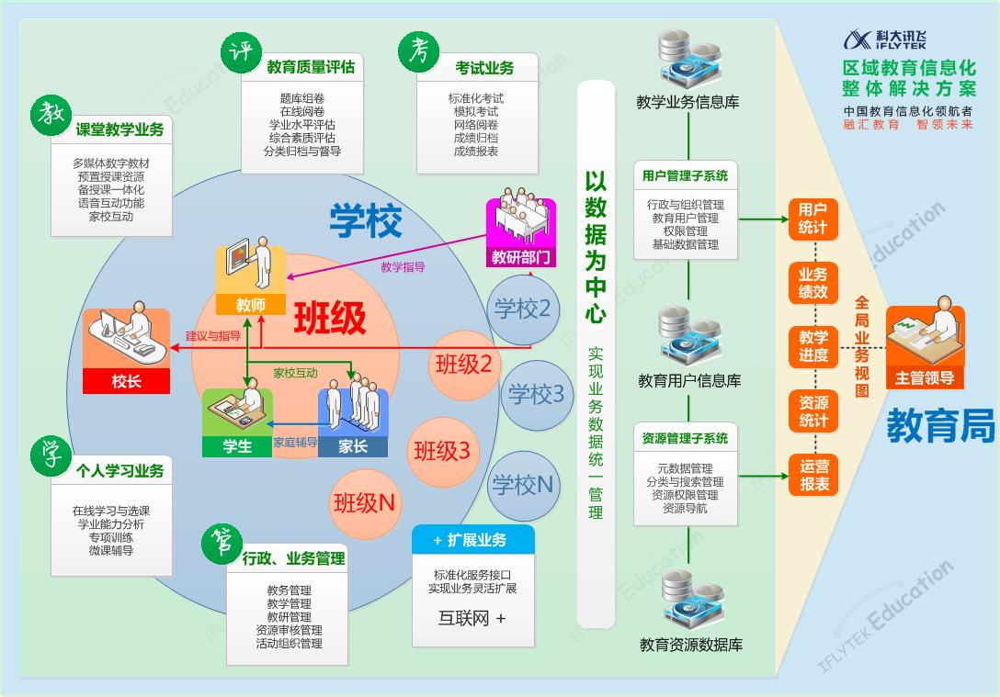 科大讯飞
iFLYTEK
区域教育信息化
整体解决方案
中国教育信息化领航者
融汇教育 智领未来
教
课堂教学业务
多媒体数字教材
预置授课资源
备授课一体化
语音互动功能
家校互动
评
教育质量评估
题库组卷
在线阅卷
学业水平评估
综合素质评估
分类归档与督导
考
考试业务
标准化考试
模拟考试
网络阅卷
成绩归档
成绩报表
学校
教师
班级
教研部门
教学指导
建议与指导
校长
家校互动
学生
家庭辅导
家长
学校2
学校3
学校N
班级2
班级3
班级N
学
个人学习业务
在线学习与选课
学业能力分析
专项训练
微课辅导
管
行政、业务管理
教务管理
教学管理
教研管理
资源审核管理
活动组织管理
+ 扩展业务
标准化服务接口
实现业务灵活扩展
互联网 +
以数据为中心
实现业务数据统一管理
教学业务信息库
用户管理子系统
行政与组织管理
教育用户管理
权限管理
基础数据管理
教育用户信息库
资源管理子系统
元数据管理
分类与搜索管理
资源权限管理
资源导航
教育资源数据库
用户
统计
业务
绩效
教学
进度
资源
统计
运营
报表
全局业务视图
主管领导
教育局
Education
IFLYTEK Education